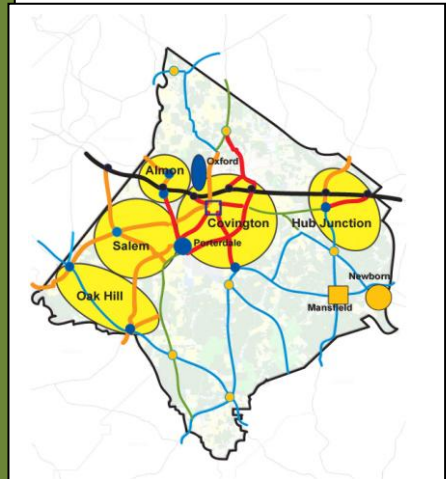 Almon
Oxford
Covington
Hub Junction
Salem
Porterdale
Newborn
Oak Hill
Mansfield